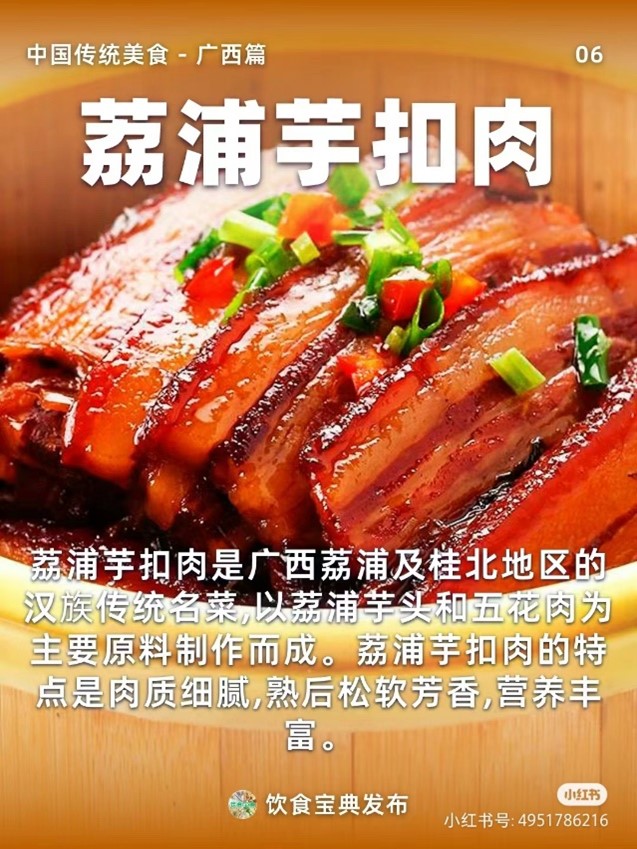 中国传统美食 - 广西篇
06
荔浦芋扣肉
荔浦芋扣肉是广西荔浦及桂北地区的
汉族传统名菜,以荔浦芋头和五花肉为
主要原料制作而成。荔浦芋扣肉的特
点是肉质细腻,熟后松软芳香,营养丰
富。
饮食宝典发布
小红书
小红书号: 4951786216